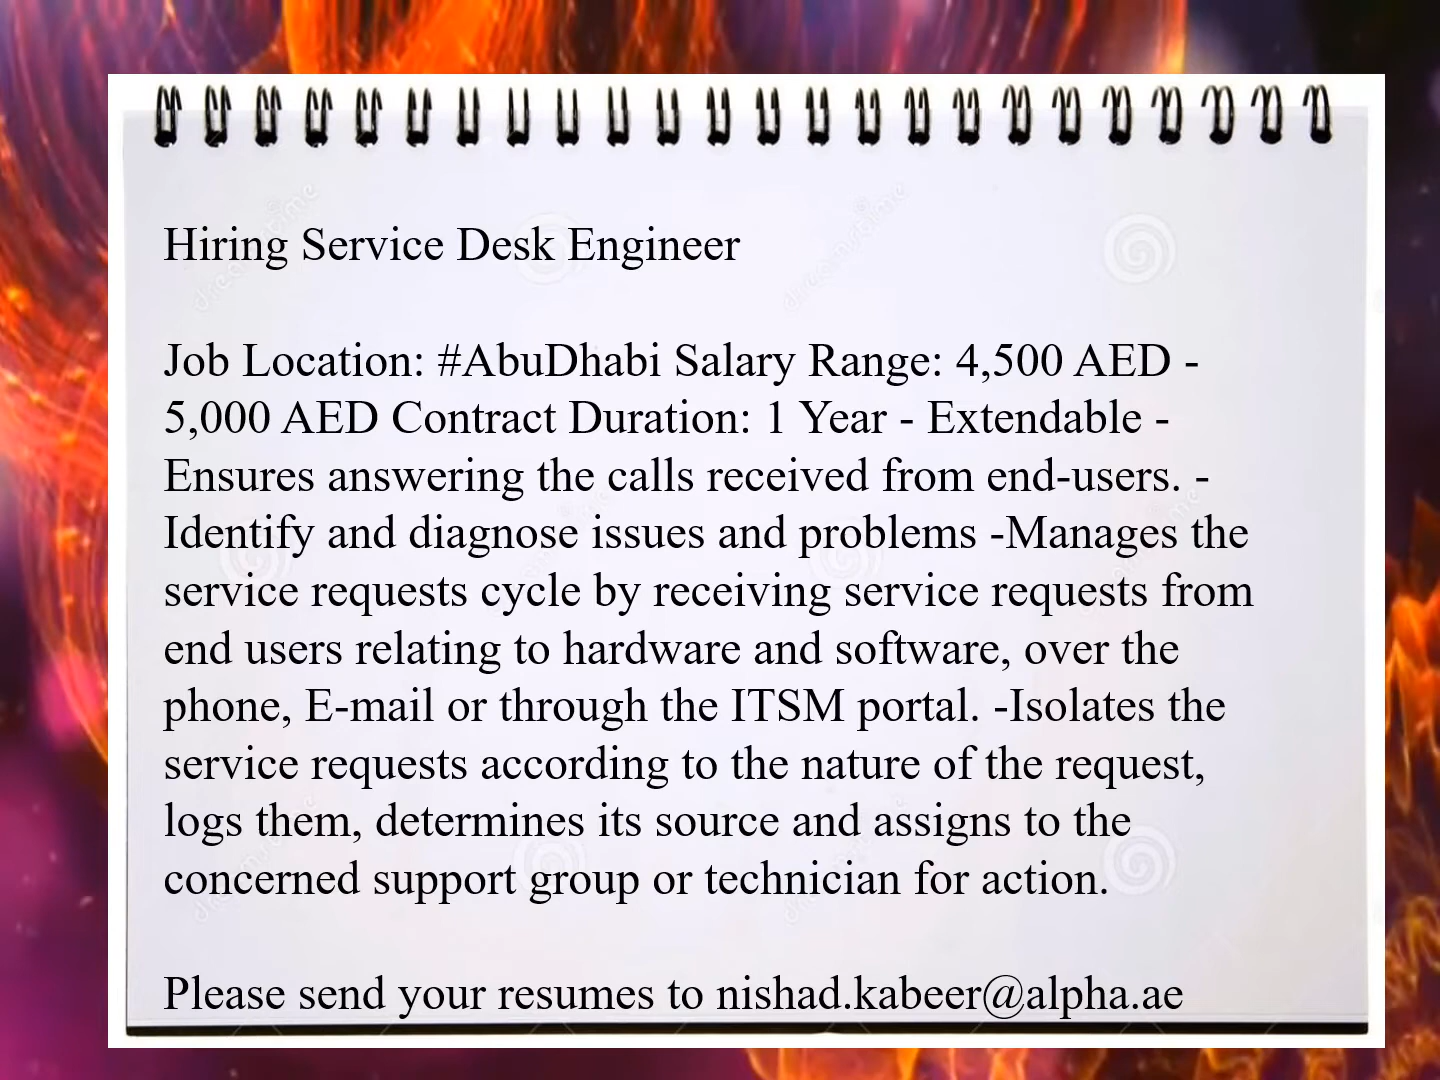 Hiring Service Desk Engineer
Job Location: #AbuDhabi Salary Range: 4,500 AED -
5,000 AED Contract Duration: 1 Year - Extendable -
Ensures answering the calls received from end-users. -
Identify and diagnose issues and problems -Manages the
service requests cycle by receiving service requests from
end users relating to hardware and software, over the
phone, E-mail or through the ITSM portal. -Isolates the
service requests according to the nature of the request,
logs them, determines its source and assigns to the
concerned support group or technician for action.
Please send your resumes to nishad.kabeer@alpha.ae
dreamstime
dreamstime